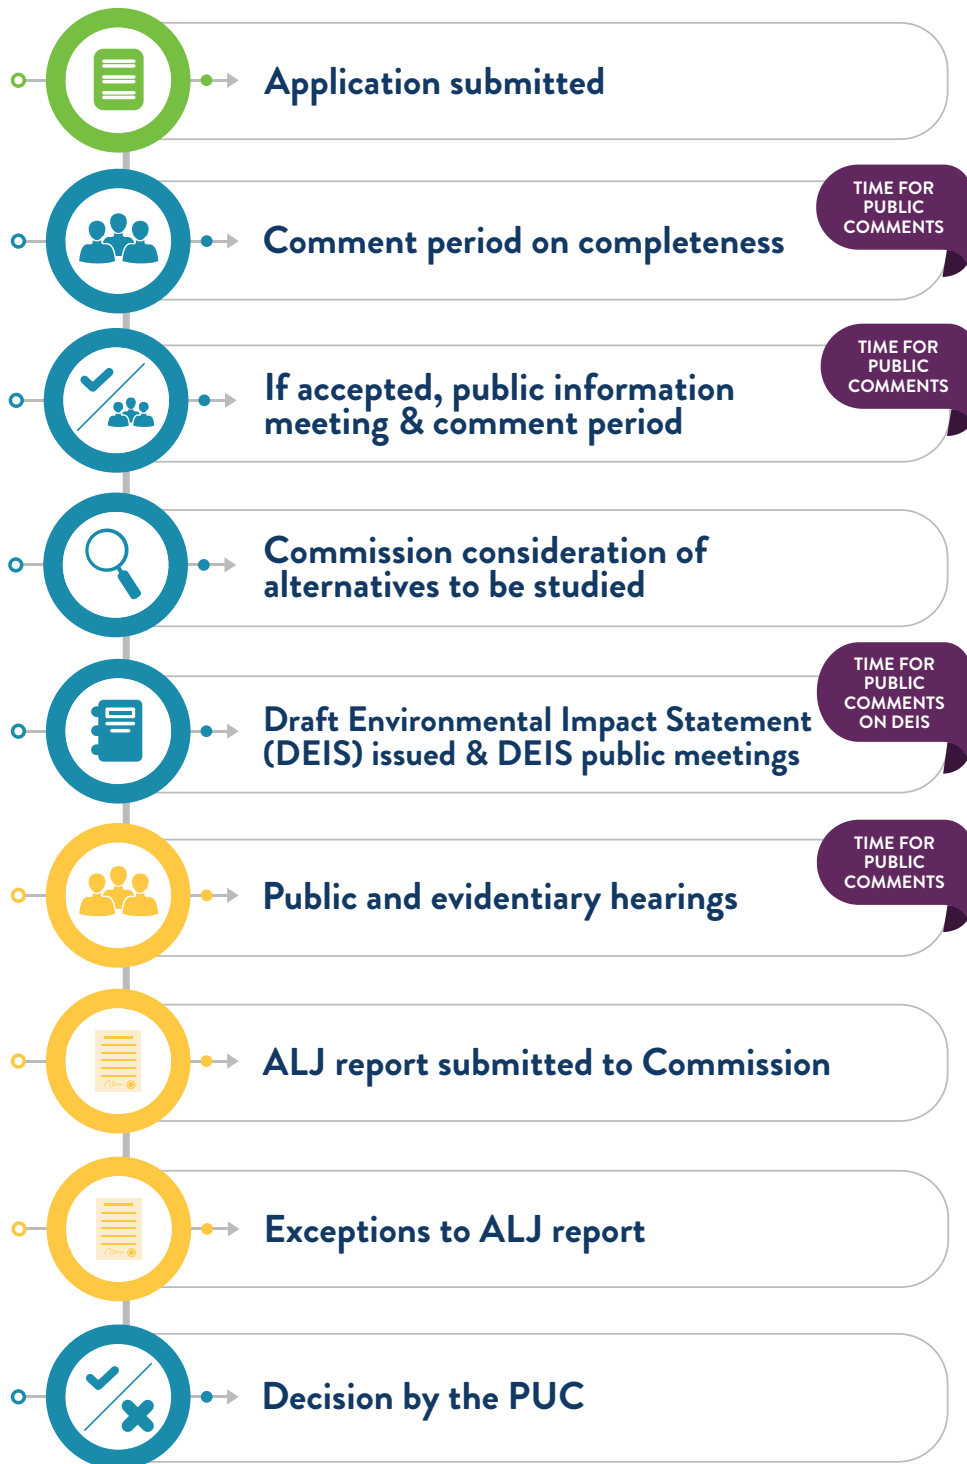 Application submitted
TIME FOR
PUBLIC
COMMENTS
Comment period on completeness
TIME FOR
PUBLIC
COMMENTS
If accepted, public information
meeting & comment period
Commission consideration of
alternatives to be studied
TIME FOR
PUBLIC
COMMENTS
ON DEIS
Draft Environmental Impact Statement
(DEIS) issued & DEIS public meetings
TIME FOR
PUBLIC
COMMENTS
Public and evidentiary hearings
ALJ report submitted to Commission
Exceptions to ALJ report
Decision by the PUC